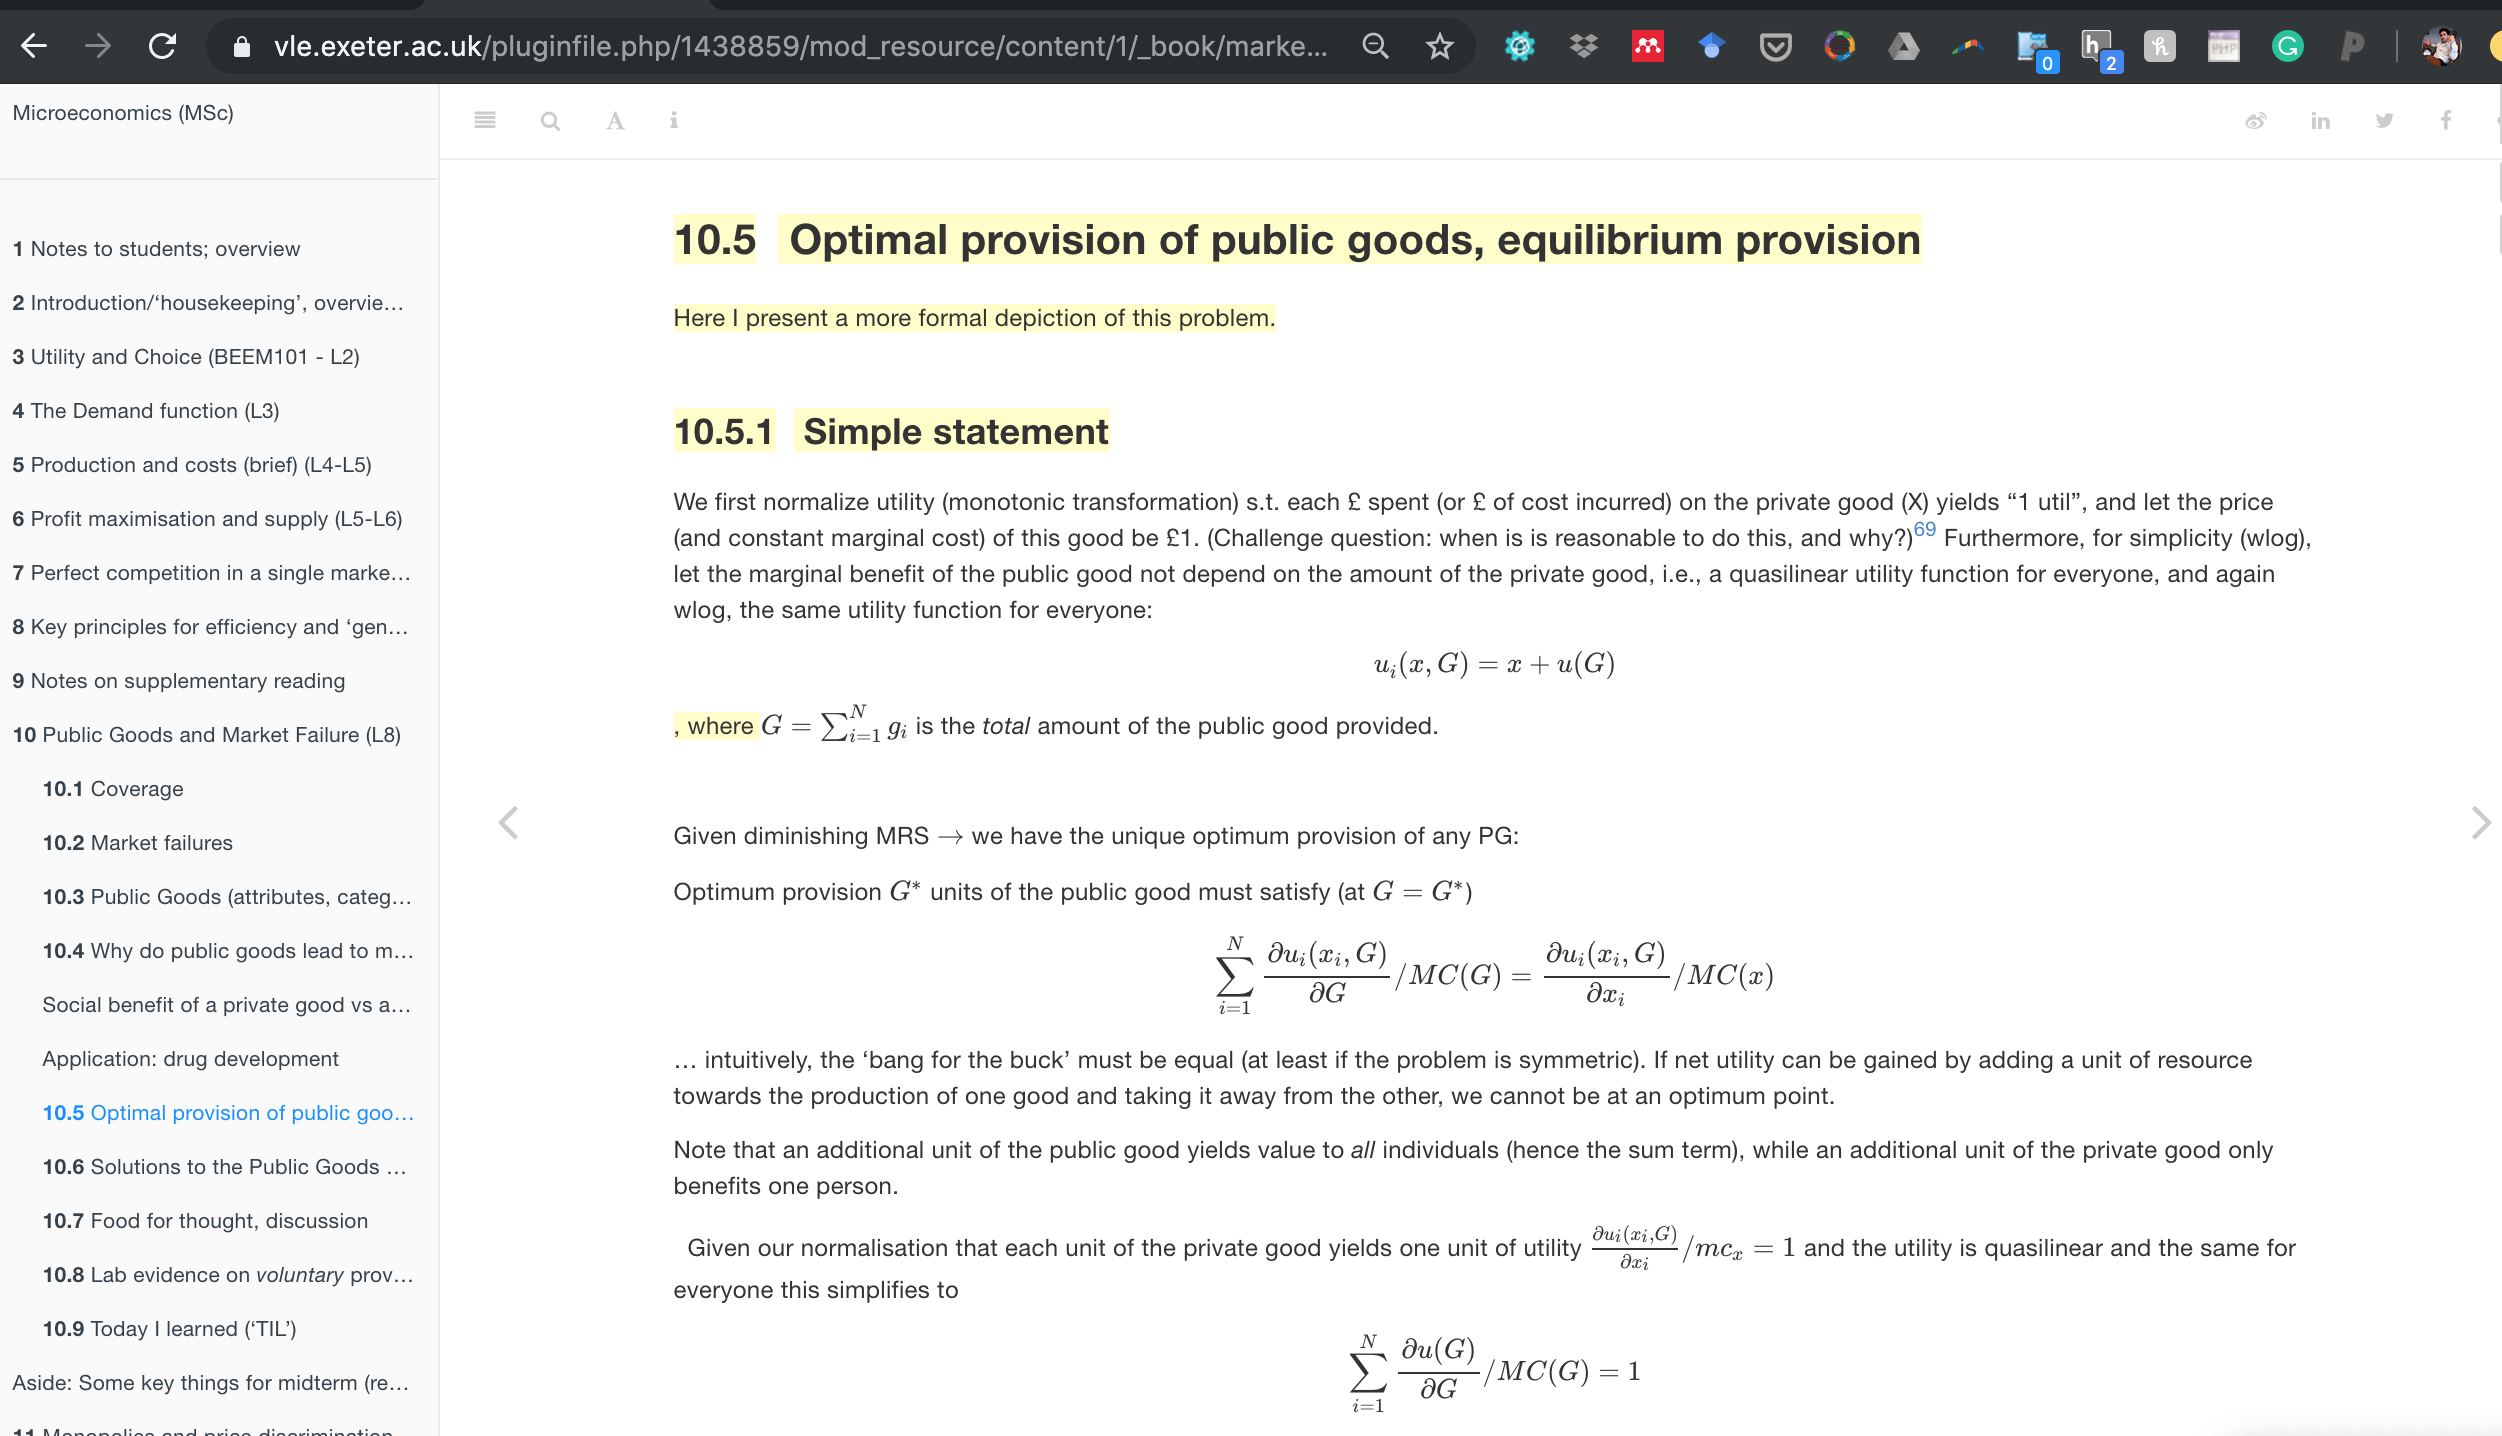 vle.exeter.ac.uk/pluginfile.php/1438859/mod_resource/content/1/_book/marke...
0
2
PHP
Microeconomics (MSc)
1 Notes to students; overview
2 Introduction/‘housekeeping’, overvie…
3 Utility and Choice (BEEM101 - L2)
4 The Demand function (L3)
5 Production and costs (brief) (L4-L5)
6 Profit maximisation and supply (L5-L6)
7 Perfect competition in a single marke…
8 Key principles for efficiency and ‘gen…
9 Notes on supplementary reading
10 Public Goods and Market Failure (L8)
10.1 Coverage
10.2 Market failures
10.3 Public Goods (attributes, categ…
10.4 Why do public goods lead to m…
Social benefit of a private good vs a…
Application: drug development
10.5 Optimal provision of public goo…
10.6 Solutions to the Public Goods …
10.7 Food for thought, discussion
10.8 Lab evidence on voluntary prov…
10.9 Today I learned (‘TIL’)
Aside: Some key things for midterm (re…
11 Monopolies and price discrimination
10.5 Optimal provision of public goods, equilibrium provision
Here I present a more formal depiction of this problem.
10.5.1 Simple statement
We first normalize utility (monotonic transformation) s.t. each £ spent (or £ of cost incurred) on the private good (X) yields “1 util”, and let the price
(and constant marginal cost) of this good be £1. (Challenge question: when is is reasonable to do this, and why?)69 Furthermore, for simplicity (wlog),
let the marginal benefit of the public good not depend on the amount of the private good, i.e., a quasilinear utility function for everyone, and again
wlog, the same utility function for everyone:
u_i(x, G) = x + u(G)
, where G = ∑_{i=1}^{N} g_i is the total amount of the public good provided.
Given diminishing MRS → we have the unique optimum provision of any PG:
Optimum provision G* units of the public good must satisfy (at G = G*)
∑_{i=1}^{N} ∂u_i(x_i, G)/∂G /MC(G) = ∂u_i(x_i, G)/∂x_i /MC(x)
… intuitively, the ‘bang for the buck’ must be equal (at least if the problem is symmetric). If net utility can be gained by adding a unit of resource
towards the production of one good and taking it away from the other, we cannot be at an optimum point.
Note that an additional unit of the public good yields value to all individuals (hence the sum term), while an additional unit of the private good only
benefits one person.
Given our normalisation that each unit of the private good yields one unit of utility ∂u_i(x_i,G)/∂x_i /mc_x = 1 and the utility is quasilinear and the same for
everyone this simplifies to
∑_{i=1}^{N} ∂u(G)/∂G /MC(G) = 1